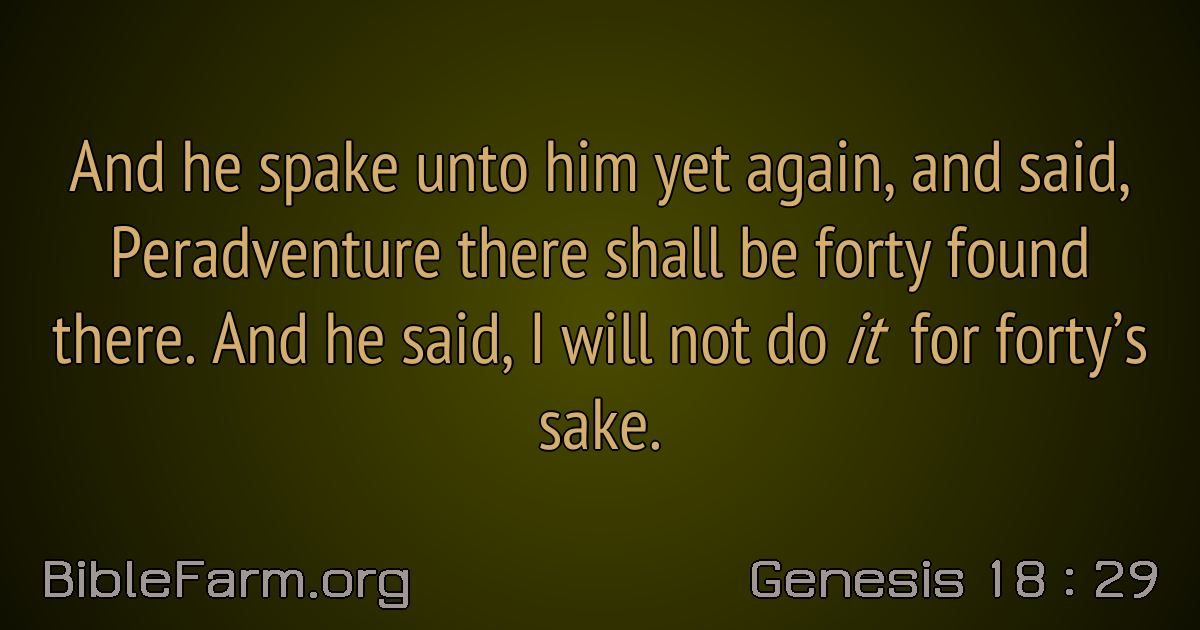 And he spake unto him yet again, and said,
Peradventure there shall be forty found
there. And he said, I will not do it for forty’s
sake.
BibleFarm.org
Genesis 18 : 29